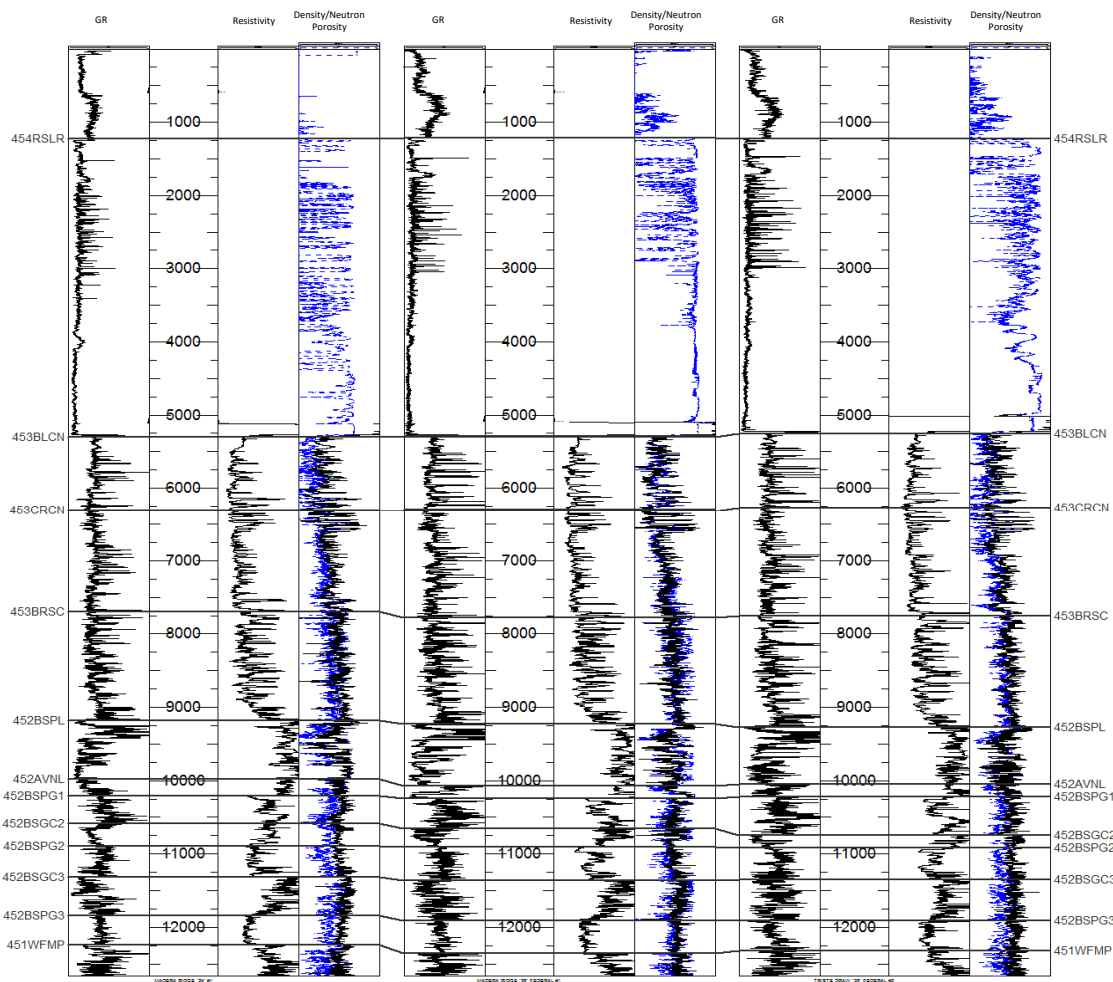 GR Resistivity Density/Neutron Porosity GR Resistivity Density/Neutron Porosity GR Resistivity Density/Neutron Porosity
1000 1000 1000
454RSLR 454RSLR
2000 2000 2000
3000 3000 3000
4000 4000 4000
5000 5000 5000
453BLCN 453BLCN
6000 6000 6000
453CRCN 453CRCN
7000 7000 7000
453BRSC 453BRSC
8000 8000 8000
9000 9000 9000
452BSPL 452BSPL
10000 10000 10000
452AVNL 452AVNL
452BSPG1 452BSPG1
452BSGC2 452BSGC2
452BSPG2 452BSPG2
11000 11000 11000
452BSGC3 452BSGC3
452BSPG3 452BSPG3
12000 12000 12000
451WFMP 451WFMP